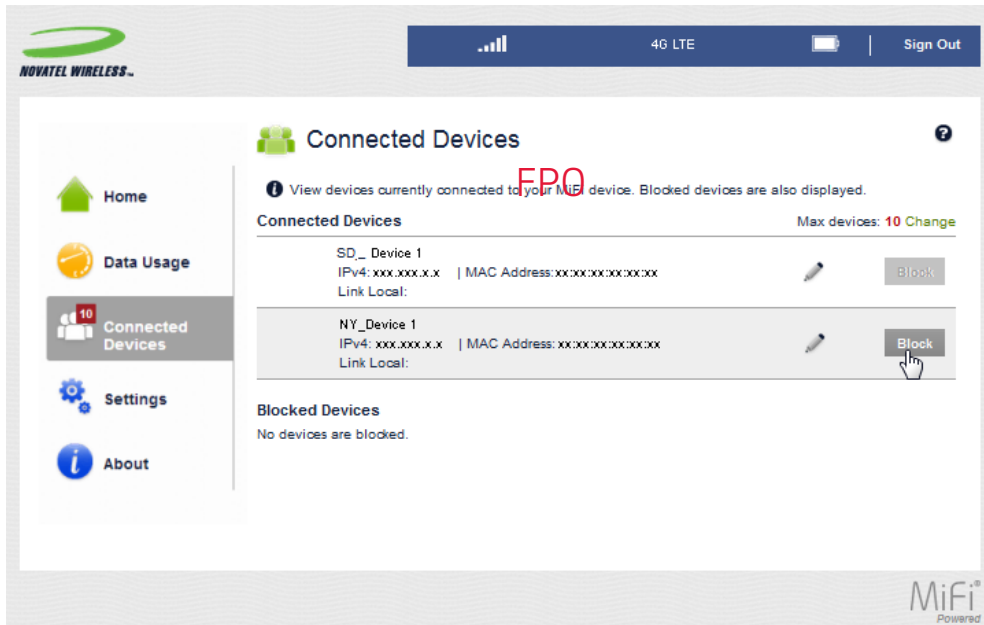 NOVATEL WIRELESS™
4G LTE
Sign Out
Connected Devices
FPO
View devices currently connected to your MiFi device. Blocked devices are also displayed.
Home
Data Usage
10
Connected
Devices
Settings
About
Connected Devices
Max devices: 10 Change
SD_ Device 1
IPv4: xxx.xxx.x.x | MAC Address:xx:xx:xx:xx:xx:xx
Link Local:
Block
NY_Device 1
IPv4: xxx.xxx.x.x | MAC Address:xx:xx:xx:xx:xx:xx
Link Local:
Block
Blocked Devices
No devices are blocked.
MiFi®
Powered